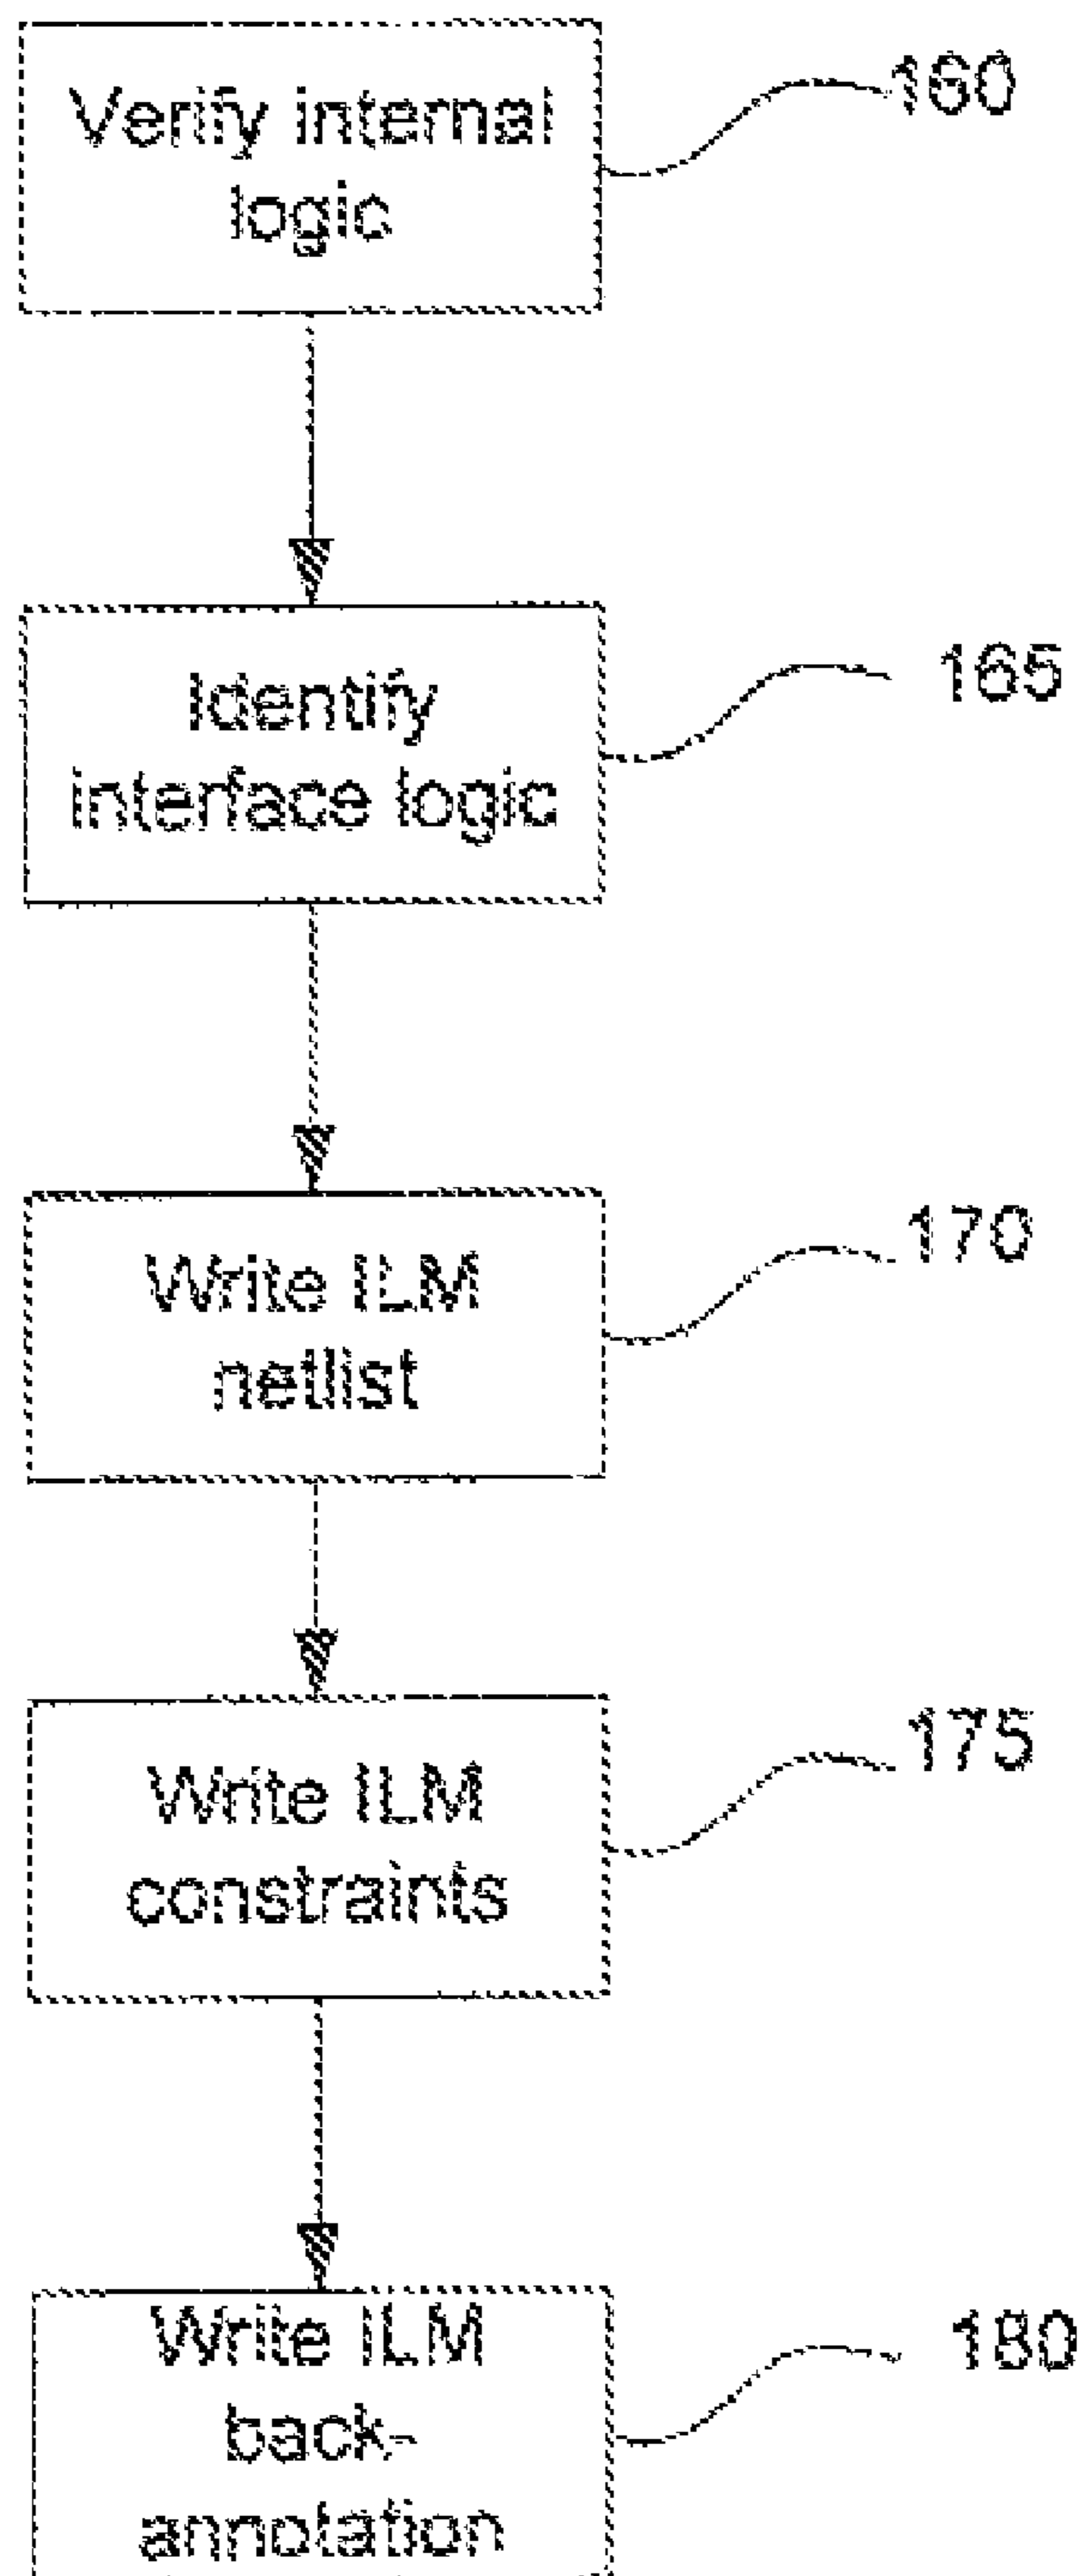 Verify internal
logic
160
Identify
interface logic
165
Write ILM
netlist
170
Write ILM
constraints
175
Write ILM
back-
annotation
180